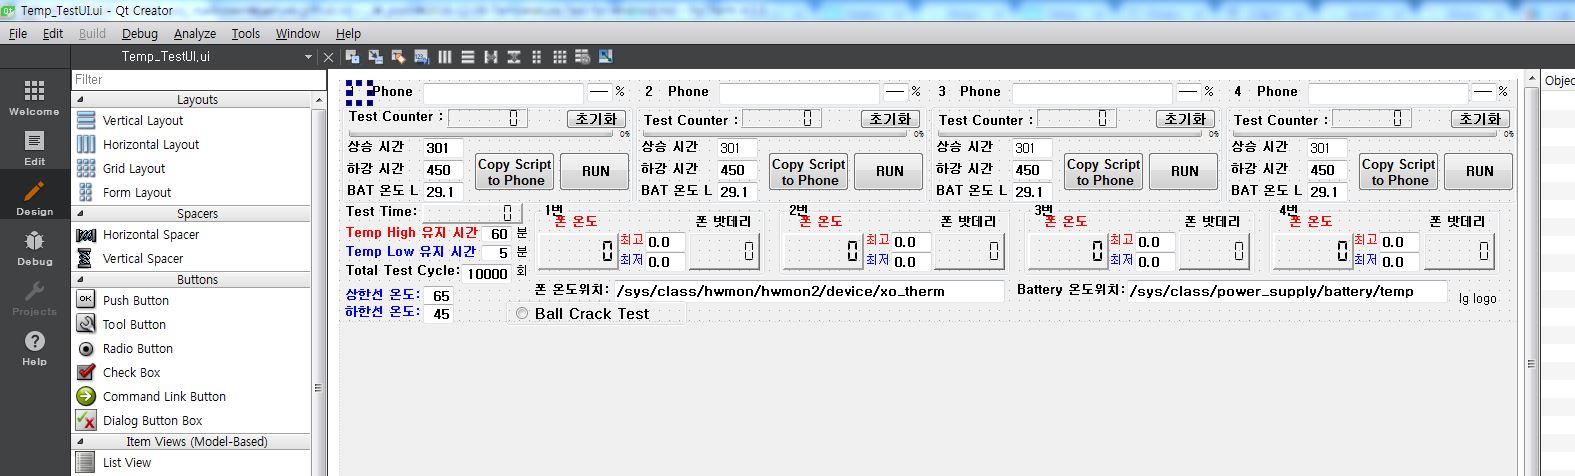 Temp_TestUI.ui - Qt Creator
File Edit Build Debug Analyze Tools Window Help
Temp_TestUI.ui
Filter
Layouts
Vertical Layout
Horizontal Layout
Grid Layout
Form Layout
Spacers
Horizontal Spacer
Vertical Spacer
Buttons
OK Push Button
Tool Button
Radio Button
Check Box
Command Link Button
Dialog Button Box
Item Views (Model-Based)
List View
Welcome
Edit
Design
Debug
Projects
Help
Phone % 2 Phone % 3 Phone % 4 Phone %
Test Counter : 0 초기화 Test Counter : 0 초기화 Test Counter : 0 초기화 Test Counter : 0 초기화
0% 0% 0% 0%
상승 시간 301 상승 시간 301 상승 시간 301 상승 시간 301
하강 시간 450 Copy Script to Phone RUN 하강 시간 450 Copy Script to Phone RUN 하강 시간 450 Copy Script to Phone RUN 하강 시간 450 Copy Script to Phone RUN
BAT 온도 L 29.1 BAT 온도 L 29.1 BAT 온도 L 29.1 BAT 온도 L 29.1
Test Time: 0 1번 2번 3번 4번
폰 온도 폰 밧데리 폰 온도 폰 밧데리 폰 온도 폰 밧데리 폰 온도 폰 밧데리
Temp High 유지 시간 60 분
0 최고 0.0 0 0 최고 0.0 0 0 최고 0.0 0 0 최고 0.0 0
Temp Low 유지 시간 5 분
최저 0.0 최저 0.0 최저 0.0 최저 0.0
Total Test Cycle: 10000 회
상한선 온도: 65 폰 온도위치: /sys/class/hwmon/hwmon2/device/xo_therm Battery 온도위치: /sys/class/power_supply/battery/temp lg logo
하한선 온도: 45 Ball Crack Test
Objec